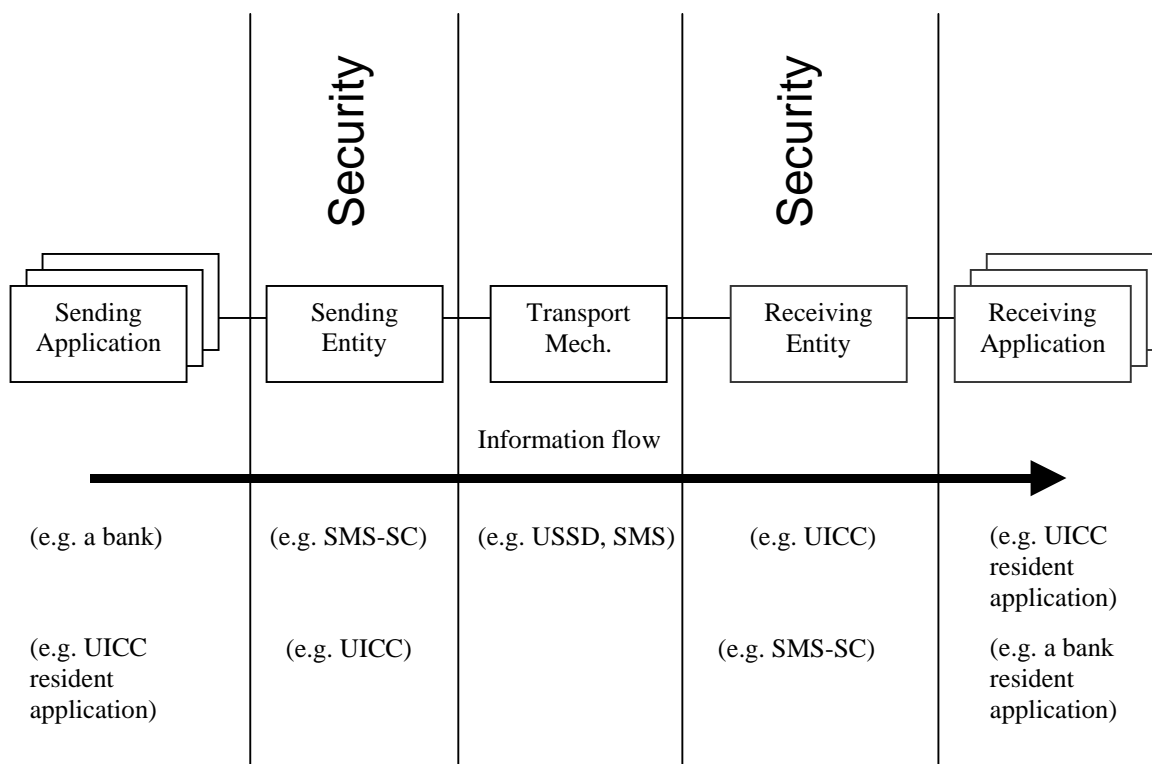 Security
Security
Sending
Application
Sending
Entity
Transport
Mech.
Receiving
Entity
Receiving
Application
Information flow
(e.g. a bank)
(e.g. SMS-SC)
(e.g. USSD, SMS)
(e.g. UICC)
(e.g. UICC
resident
application)
(e.g. UICC
resident
application)
(e.g. UICC)
(e.g. SMS-SC)
(e.g. a bank
resident
application)